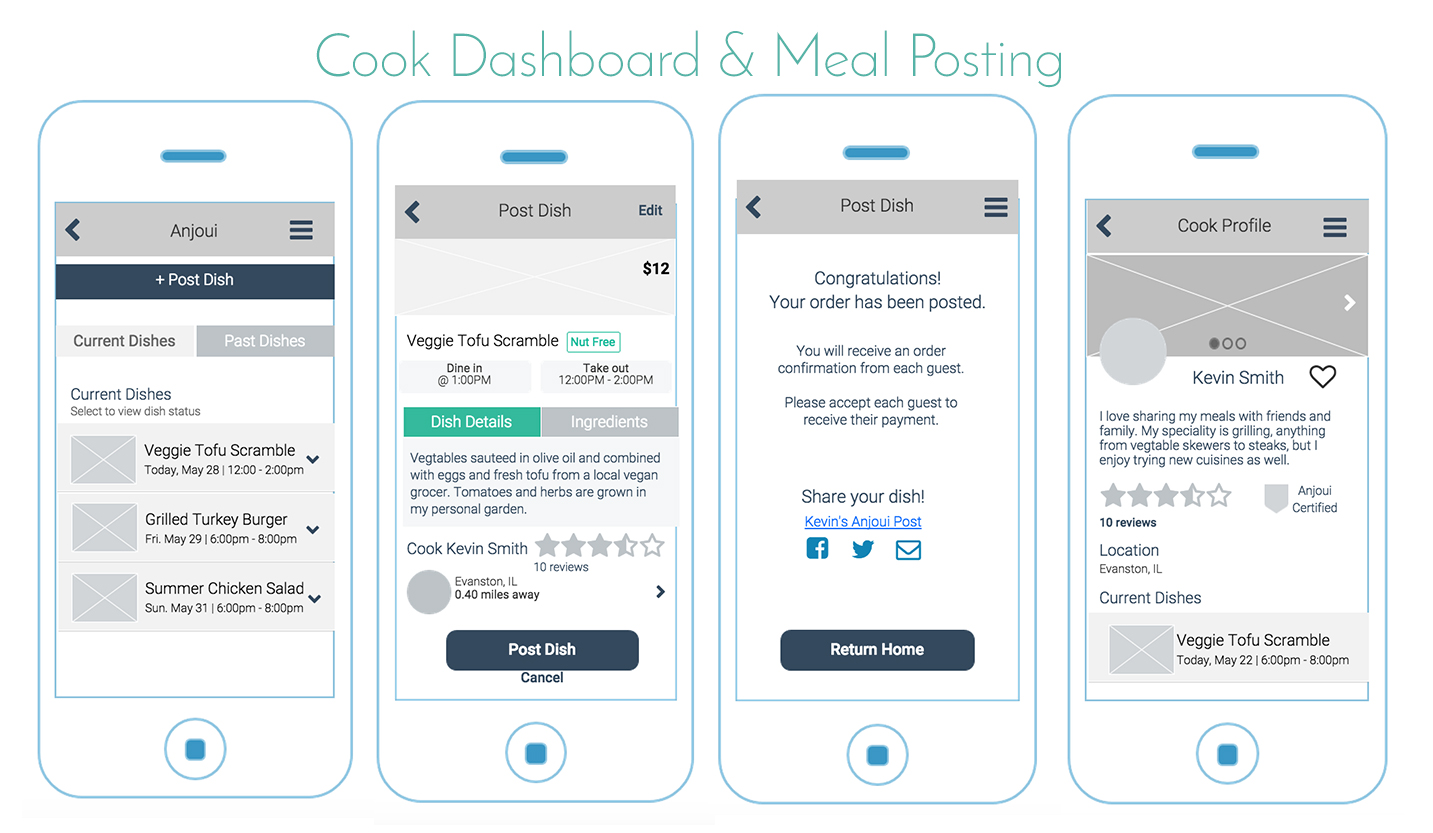 Cook Dashboard & Meal Posting
Anjoui
+ Post Dish
Current Dishes
Past Dishes
Current Dishes
Select to view dish status
Veggie Tofu Scramble
Today, May 28 | 12:00 - 2:00pm
Grilled Turkey Burger
Fri. May 29 | 6:00pm - 8:00pm
Summer Chicken Salad
Sun. May 31 | 6:00pm - 8:00pm
Post Dish
Edit
$12
Veggie Tofu Scramble
Nut Free
Dine in
@ 1:00PM
Take out
12:00PM - 2:00PM
Dish Details
Ingredients
Vegtables sauteed in olive oil and combined
with eggs and fresh tofu from a local vegan
grocer. Tomatoes and herbs are grown in
my personal garden.
Cook Kevin Smith
10 reviews
Evanston, IL
0.40 miles away
Post Dish
Cancel
Post Dish
Congratulations!
Your order has been posted.
You will receive an order
confirmation from each guest.
Please accept each guest to
receive their payment.
Share your dish!
Kevin's Anjoui Post
Return Home
Cook Profile
Kevin Smith
I love sharing my meals with friends and
family. My speciality is grilling, anything
from vegtable skewers to steaks, but I
enjoy trying new cuisines as well.
Anjoui
Certified
10 reviews
Location
Evanston, IL
Current Dishes
Veggie Tofu Scramble
Today, May 22 | 6:00pm - 8:00pm